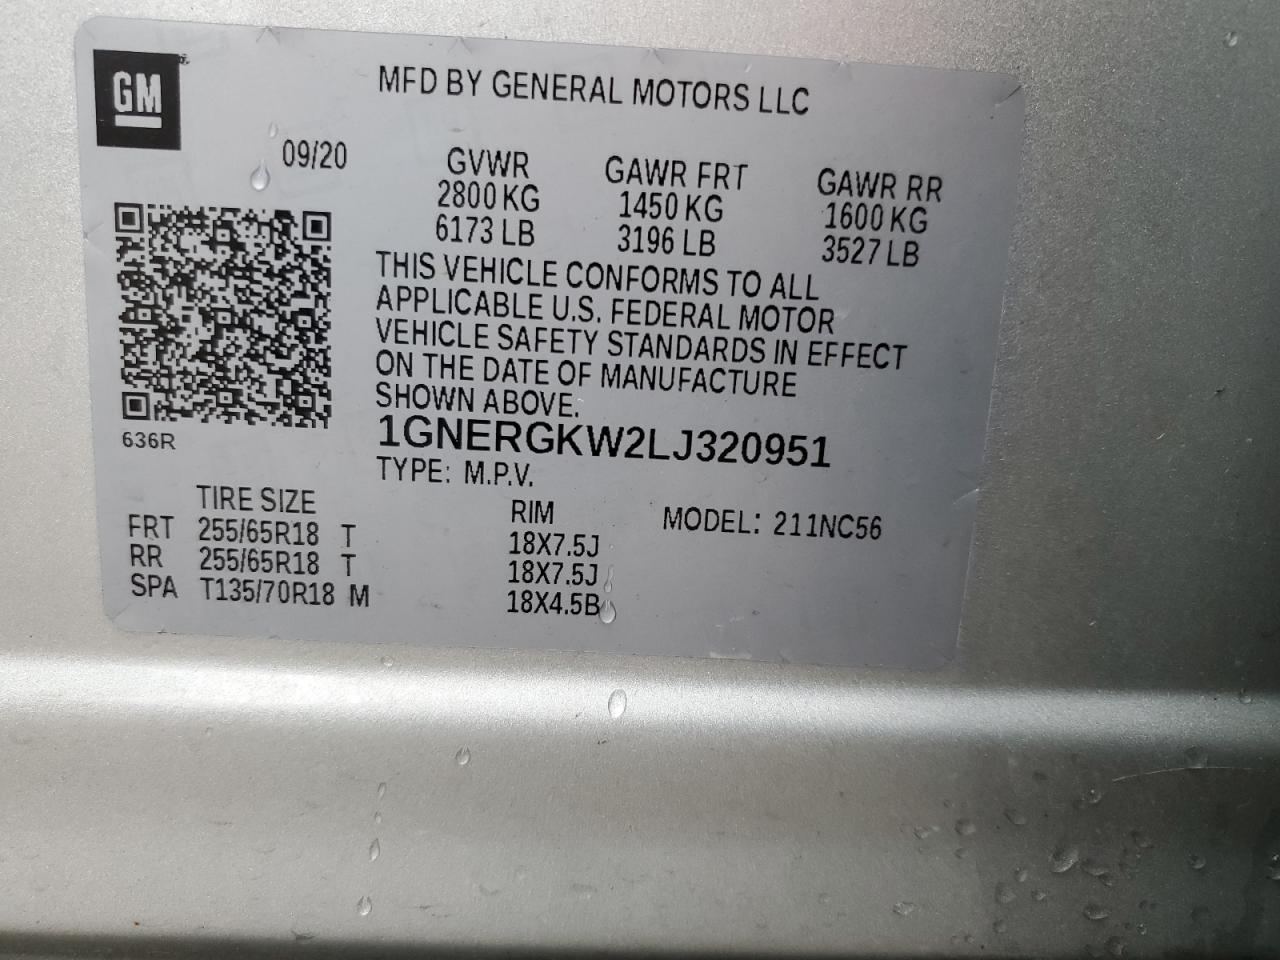 GM
MFD BY GENERAL MOTORS LLC
09/20 GVWR GAWR FRT GAWR RR
2800 KG 1450 KG 1600 KG
6173 LB 3196 LB 3527 LB
THIS VEHICLE CONFORMS TO ALL
APPLICABLE U.S. FEDERAL MOTOR
VEHICLE SAFETY STANDARDS IN EFFECT
ON THE DATE OF MANUFACTURE
SHOWN ABOVE.
636R
1GNERGKW2LJ320951
TYPE: M.P.V.
TIRE SIZE RIM MODEL: 211NC56
FRT 255/65R18 T 18X7.5J
RR 255/65R18 T 18X7.5J
SPA T135/70R18 M 18X4.5B